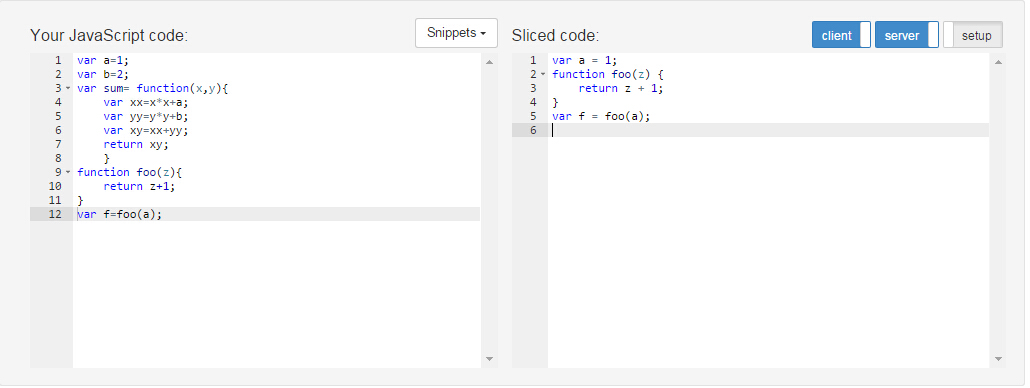 Your JavaScript code:
Snippets
1 var a=1;
2 var b=2;
3 var sum= function(x,y){
4 var xx=x*x+a;
5 var yy=y*y+b;
6 var xy=xx+yy;
7 return xy;
8 }
9 function foo(z){
10 return z+1;
11 }
12 var f=foo(a);
Sliced code:
client server setup
1 var a = 1;
2 function foo(z) {
3 return z + 1;
4 }
5 var f = foo(a);
6